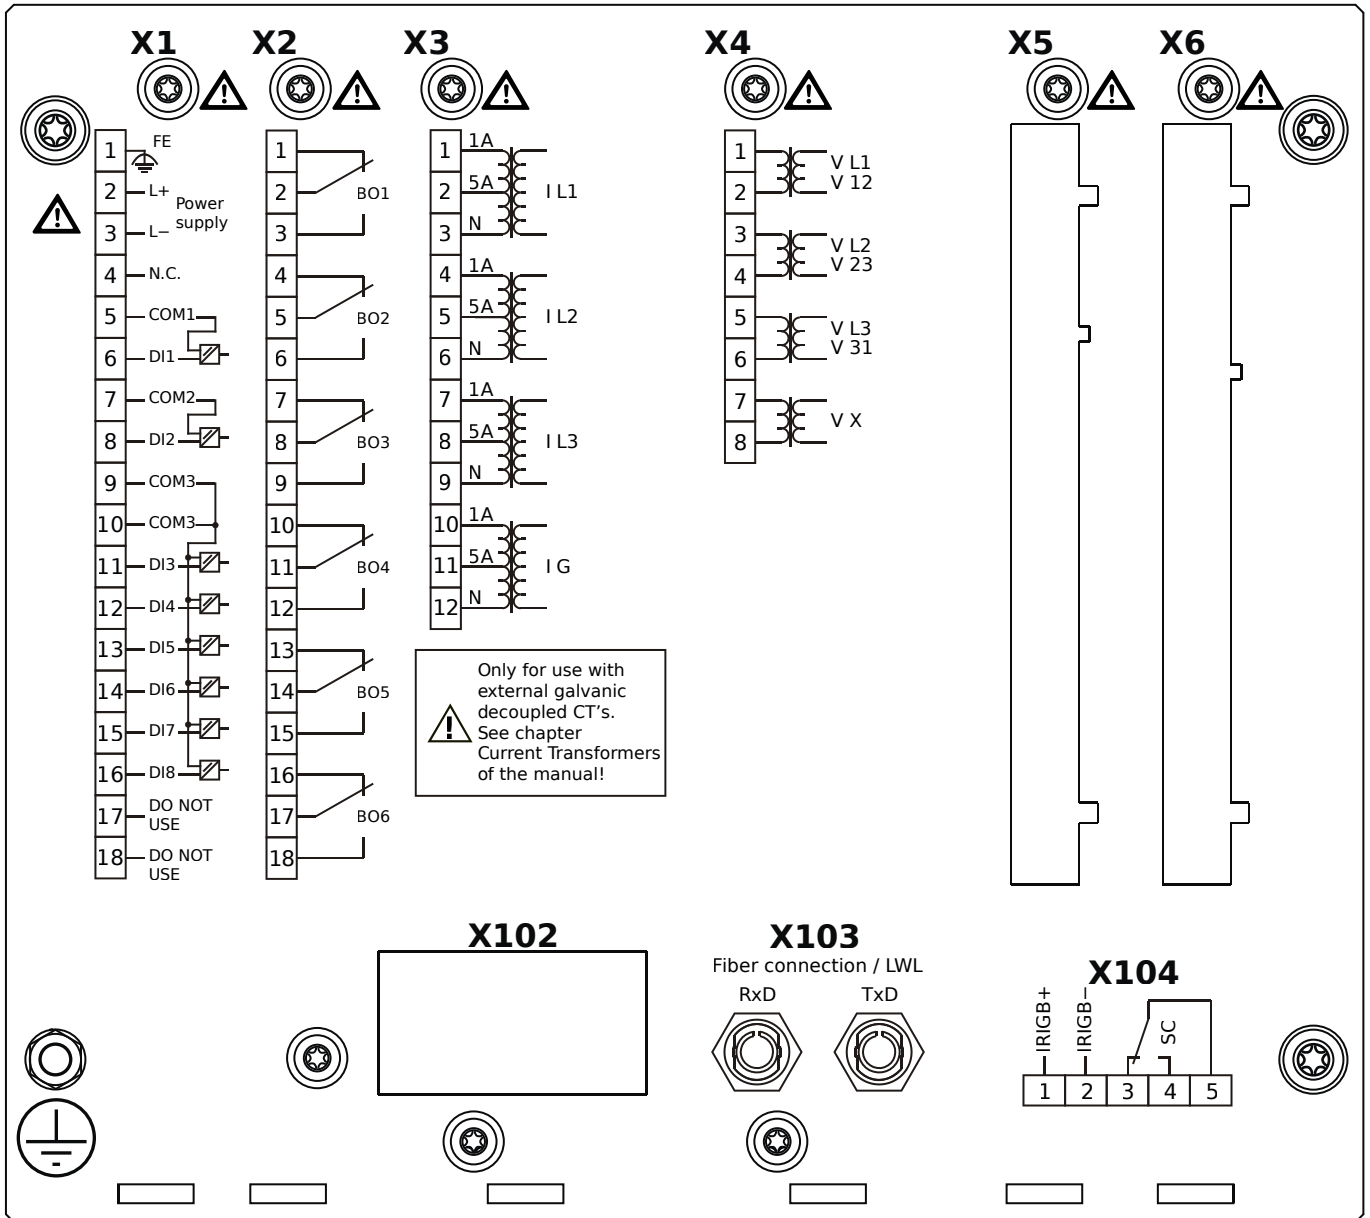 X1
X2
X3
X4
X5
X6
1
FE
2
L+
Power
supply
3
L−
4
N.C.
5
COM1
6
DI1
7
COM2
8
DI2
9
COM3
10
COM3
11
DI3
12
DI4
13
DI5
14
DI6
15
DI7
16
DI8
17
DO NOT
USE
18
DO NOT
USE
1
2
BO1
3
4
5
BO2
6
7
8
BO3
9
10
11
BO4
12
13
14
BO5
15
16
17
BO6
18
1
1A
2
5A
I L1
3
N
4
1A
5
5A
I L2
6
N
7
1A
8
5A
I L3
9
N
10
1A
11
5A
I G
12
N
Only for use with
external galvanic
decoupled CT's.
See chapter
Current Transformers
of the manual!
1
V L1
2
V 12
3
V L2
4
V 23
5
V L3
6
V 31
7
V X
8
X102
X103
Fiber connection / LWL
RxD
TxD
X104
IRIGB+
IRIGB−
SC
1
2
3
4
5